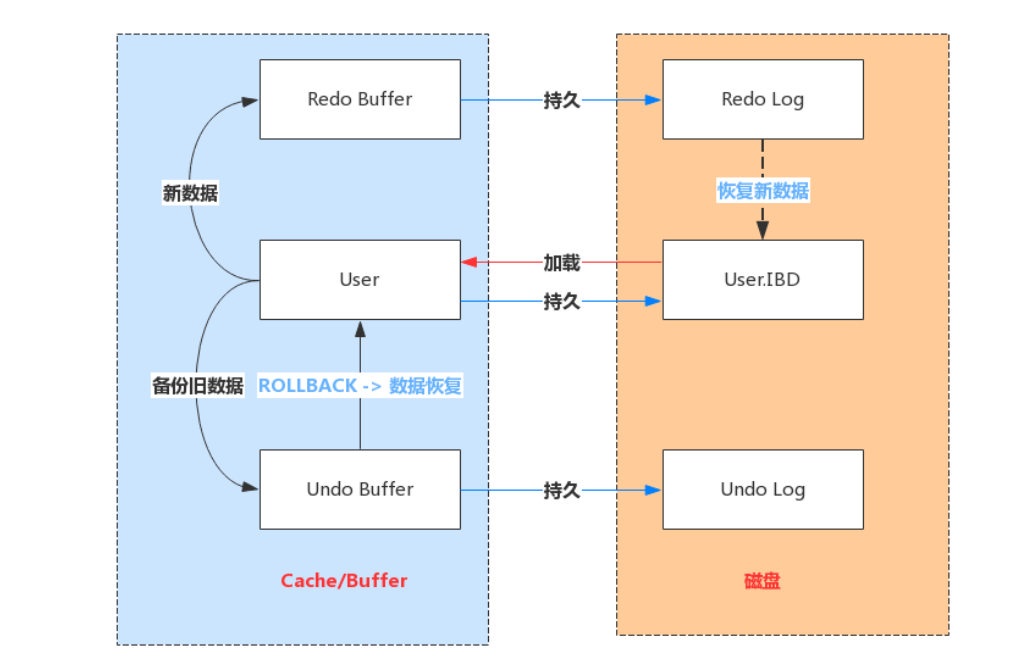 Redo Buffer
持久
Redo Log
新数据
恢复新数据
User
加载
持久
User.IBD
备份旧数据
ROLLBACK -> 数据恢复
Undo Buffer
持久
Undo Log
Cache/Buffer
磁盘